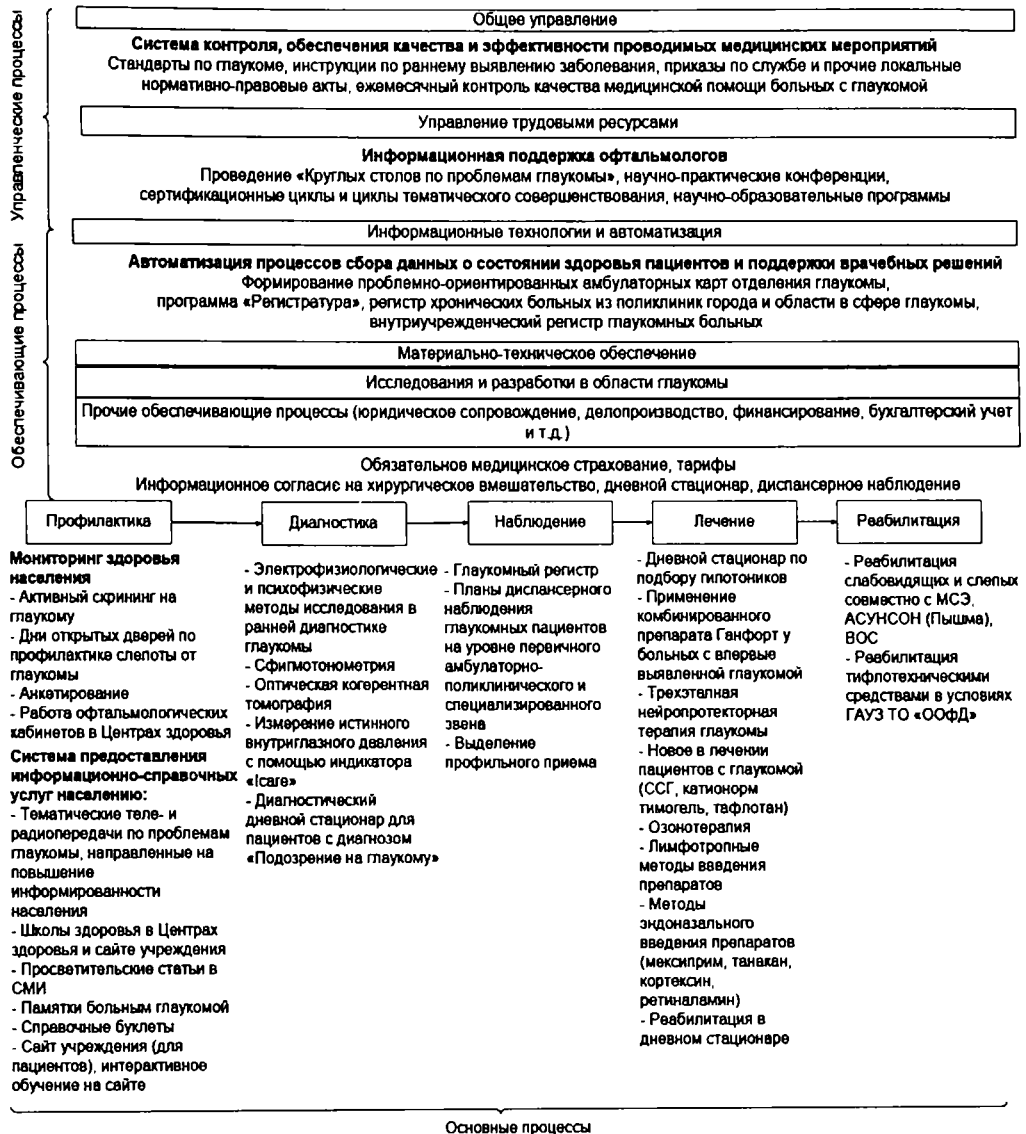 Управленческие процессы
Обеспечивающие процессы
Общее управление
Система контроля, обеспечения качества и эффективности проводимых медицинских мероприятий
Стандарты по глаукоме, инструкции по раннему выявлению заболевания, приказы по службе и прочие локальные
нормативно-правовые акты, ежемесячный контроль качества медицинской помощи больных с глаукомой
Управление трудовыми ресурсами
Информационная поддержка офтальмологов
Проведение «Круглых столов по проблемам глаукомы», научно-практические конференции,
сертификационные циклы и циклы тематического совершенствования, научно-образовательные программы
Информационные технологии и автоматизация
Автоматизация процессов сбора данных о состоянии здоровья пациентов и поддержки врачебных решений
Формирование проблемно-ориентированных амбулаторных карт отделения глаукомы,
программа «Регистратура», регистр хронических больных из поликлиник города и области в сфере глаукомы,
внутриучрежденческий регистр глаукомных больных
Материально-техническое обеспечение
Исследования и разработки в области глаукомы
Прочие обеспечивающие процессы (юридическое сопровождение, делопроизводство, финансирование, бухгалтерский учет
и т.д.)
Обязательное медицинское страхование, тарифы
Информационное согласие на хирургическое вмешательство, дневной стационар, диспансерное наблюдение
Профилактика
Мониторинг здоровья
населения
- Активный скрининг на
глаукому
- Дни открытых дверей по
профилактике слепоты от
глаукомы
- Анкетирование
- Работа офтальмологических
кабинетов в Центрах здоровья
Система предоставления
информационно-справочных
услуг населению:
- Тематические теле- и
радиопередачи по проблемам
глаукомы, направленные на
повышение
информированности
населения
- Школы здоровья в Центрах
здоровья и сайте учреждения
- Просветительские статьи в
СМИ
- Памятки больным глаукомой
- Справочные буклеты
- Сайт учреждения (для
пациентов), интерактивное
обучение на сайте
Диагностика
- Электрофизиологические
и психофизические
методы исследования в
ранней диагностике
глаукомы
- Сфигмотонометрия
- Оптическая когерентная
томография
- Измерение истинного
внутриглазного давления
с помощью индикатора
«Icare»
- Диагностический
дневной стационар для
пациентов с диагнозом
«Подозрение на глаукому»
Наблюдение
- Глаукомный регистр
- Планы диспансерного
наблюдения
глаукомных пациентов
на уровне первичного
амбулаторно-
поликлинического и
специализированного
звена
- Выделение
профильного приема
Лечение
- Дневной стационар по
подбору гипотоников
- Применение
комбинированного
препарата Ганфорт у
больных с впервые
выявленной глаукомой
- Трехэтапная
нейропротекторная
терапия глаукомы
- Новое в лечении
пациентов с глаукомой
(ССГ, катионорм
тимогель, тафлотан)
- Озонотерапия
- Лимфотропные
методы введения
препаратов
- Методы
эндоназального
введения препаратов
(мексиприм, танакан,
кортексин,
ретиналамин)
- Реабилитация в
дневном стационаре
Реабилитация
- Реабилитация
слабовидящих и слепых
совместно с МСЭ,
АСУНСОН (Пышма),
ВОС
- Реабилитация
тифлотехническими
средствами в условиях
ГАУЗ ТО «ООфД»
Основные процессы